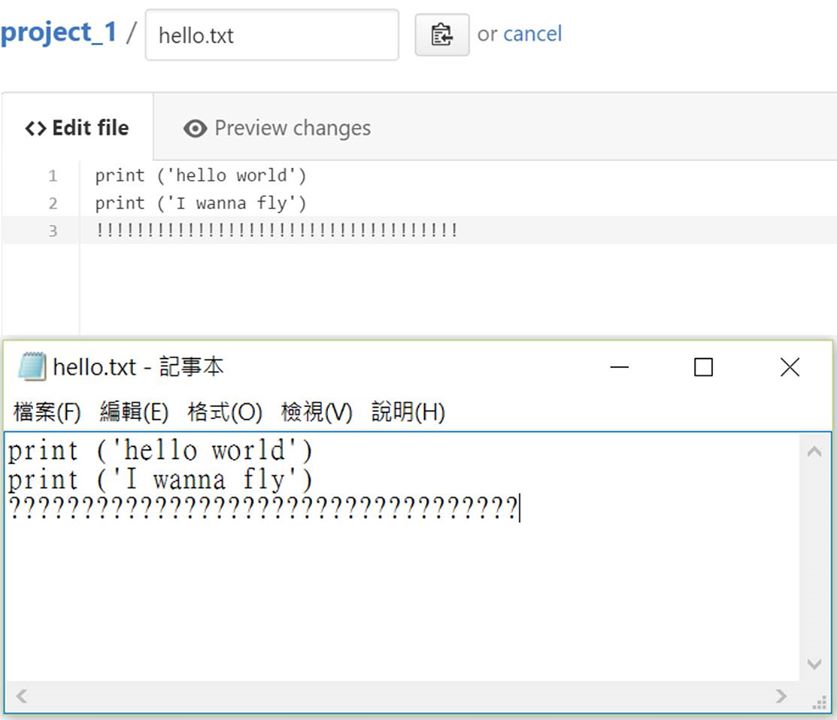 project_1 / hello.txt or cancel
<> Edit file Preview changes
1 print ('hello world')
2 print ('I wanna fly')
3 !!!!!!!!!!!!!!!!!!!!!!!!!!!!!!!!!!!!
hello.txt - 記事本
檔案(F) 編輯(E) 格式(O) 檢視(V) 說明(H)
print ('hello world')
print ('I wanna fly')
???????????????????????????????????